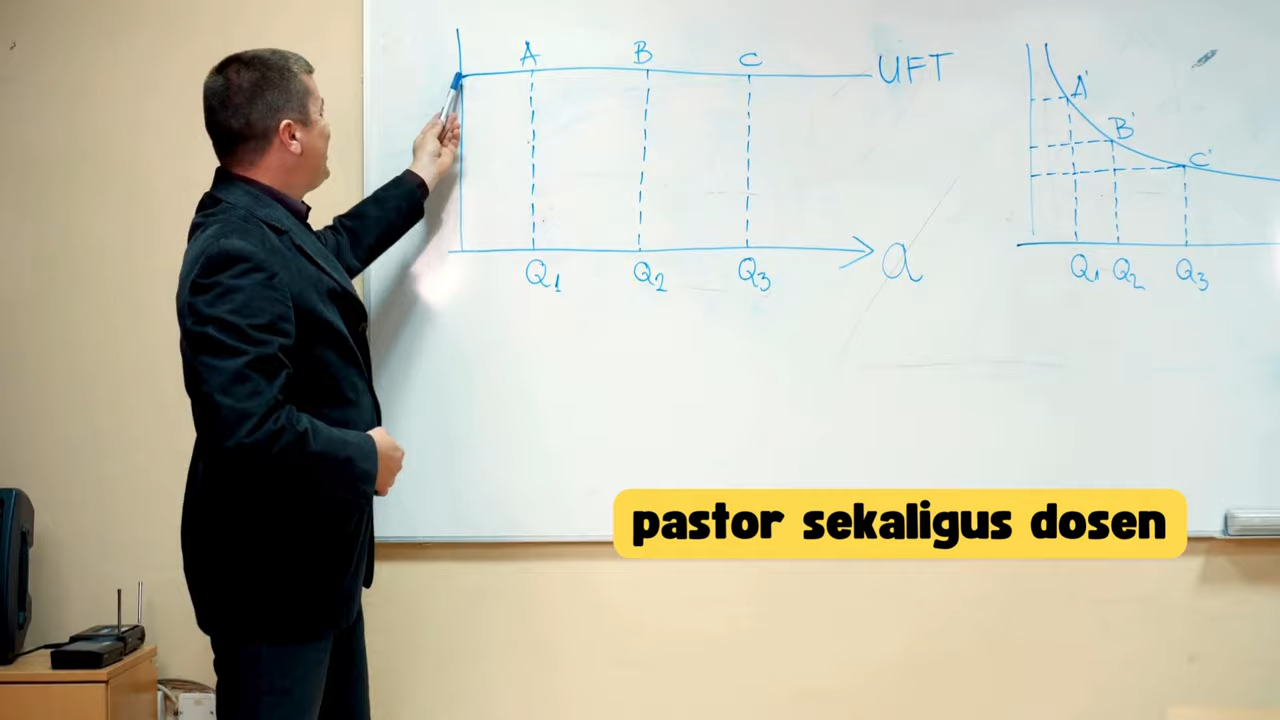 A B C UFT
Q1 Q2 Q3 Q
A'
B'
C'
Q1 Q2 Q3
pastor sekaligus dosen